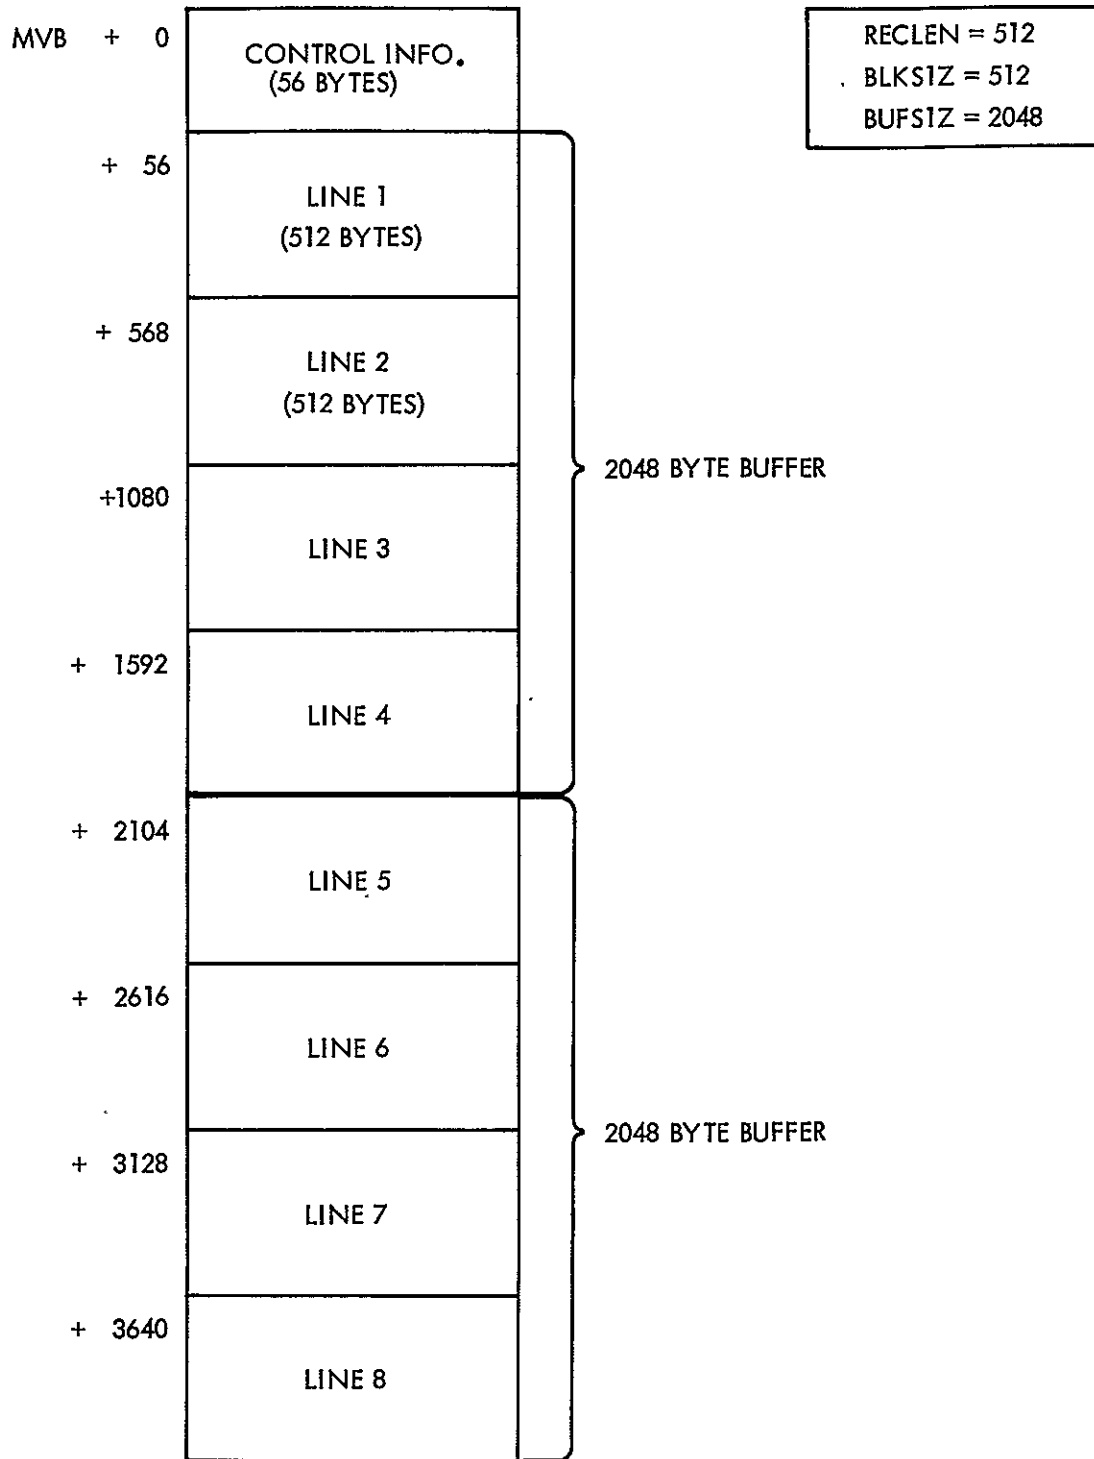 MVB + 0
CONTROL INFO.
(56 BYTES)
RECLEN = 512
BLKS1Z = 512
BUFS1Z = 2048
+ 56
LINE 1
(512 BYTES)
+ 568
LINE 2
(512 BYTES)
2048 BYTE BUFFER
+1080
LINE 3
+ 1592
LINE 4
+ 2104
LINE 5
+ 2616
LINE 6
2048 BYTE BUFFER
+ 3128
LINE 7
+ 3640
LINE 8